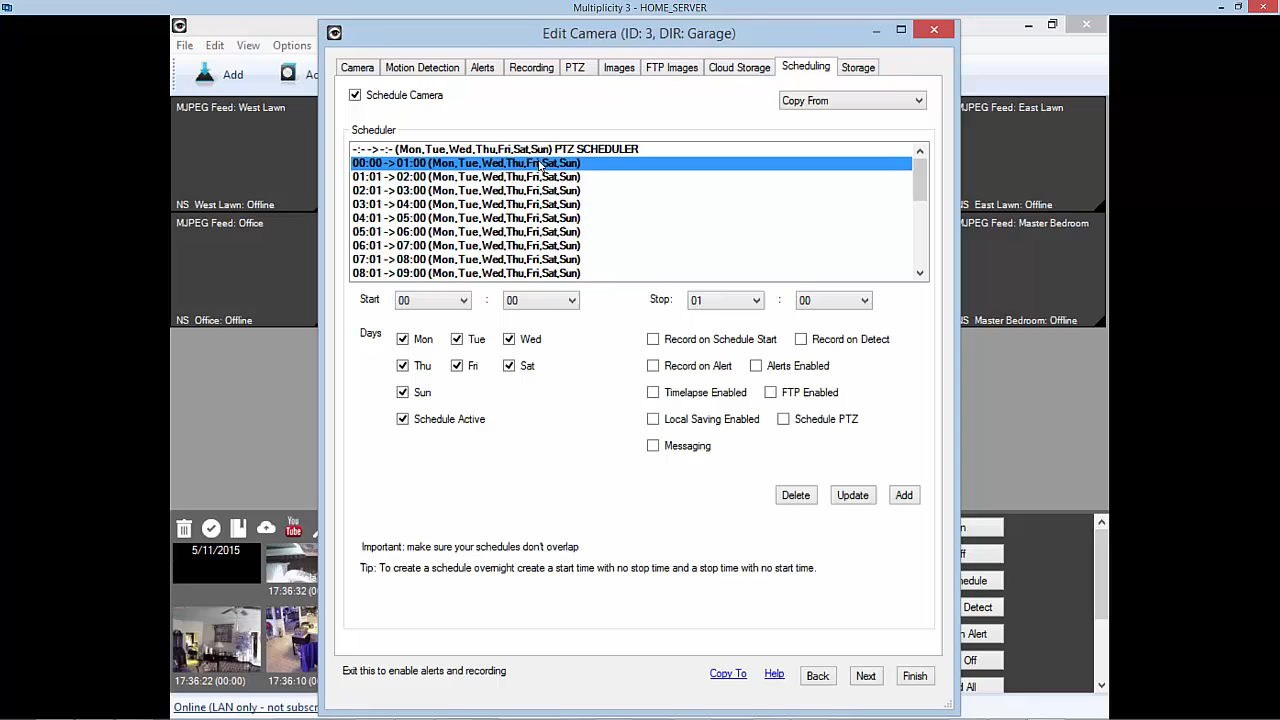 Multiplicity 3 - HOME_SERVER
Edit Camera (ID: 3, DIR: Garage)
File Edit View Options
Add
Camera Motion Detection Alerts Recording PTZ Images FTP Images Cloud Storage Scheduling Storage
Schedule Camera
Copy From
MJPEG Feed: West Lawn
MJPEG Feed: East Lawn
Scheduler
-:--> -:- (Mon,Tue,Wed,Thu,Fri,Sat,Sun) PTZ SCHEDULER
00:00 -> 01:00 (Mon,Tue,Wed,Thu,Fri,Sat,Sun)
01:01 -> 02:00 (Mon,Tue,Wed,Thu,Fri,Sat,Sun)
02:01 -> 03:00 (Mon,Tue,Wed,Thu,Fri,Sat,Sun)
03:01 -> 04:00 (Mon,Tue,Wed,Thu,Fri,Sat,Sun)
04:01 -> 05:00 (Mon,Tue,Wed,Thu,Fri,Sat,Sun)
05:01 -> 06:00 (Mon,Tue,Wed,Thu,Fri,Sat,Sun)
06:01 -> 07:00 (Mon,Tue,Wed,Thu,Fri,Sat,Sun)
07:01 -> 08:00 (Mon,Tue,Wed,Thu,Fri,Sat,Sun)
08:01 -> 09:00 (Mon,Tue,Wed,Thu,Fri,Sat,Sun)
NS West Lawn: Offline
NS East Lawn: Offline
MJPEG Feed: Office
MJPEG Feed: Master Bedroom
NS Office: Offline
NS Master Bedroom: Offline
Start 00 : 00 Stop: 01 : 00
Days Mon Tue Wed
Thu Fri Sat
Sun
Schedule Active
Record on Schedule Start Record on Detect
Record on Alert Alerts Enabled
Timelapse Enabled FTP Enabled
Local Saving Enabled Schedule PTZ
Messaging
Delete Update Add
Important: make sure your schedules don't overlap
Tip: To create a schedule overnight create a start time with no stop time and a stop time with no start time.
You Tube
5/11/2015
17:36:32
17:36:22 (00:00)
17:36:10
Detect
Alert
Off
All
Exit this to enable alerts and recording
Copy To Help Back Next Finish
Online (LAN only - not